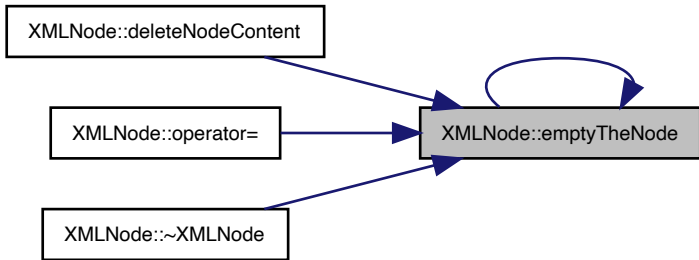 XMLNode::deleteNodeContent
XMLNode::operator=
XMLNode::emptyTheNode
XMLNode::~XMLNode